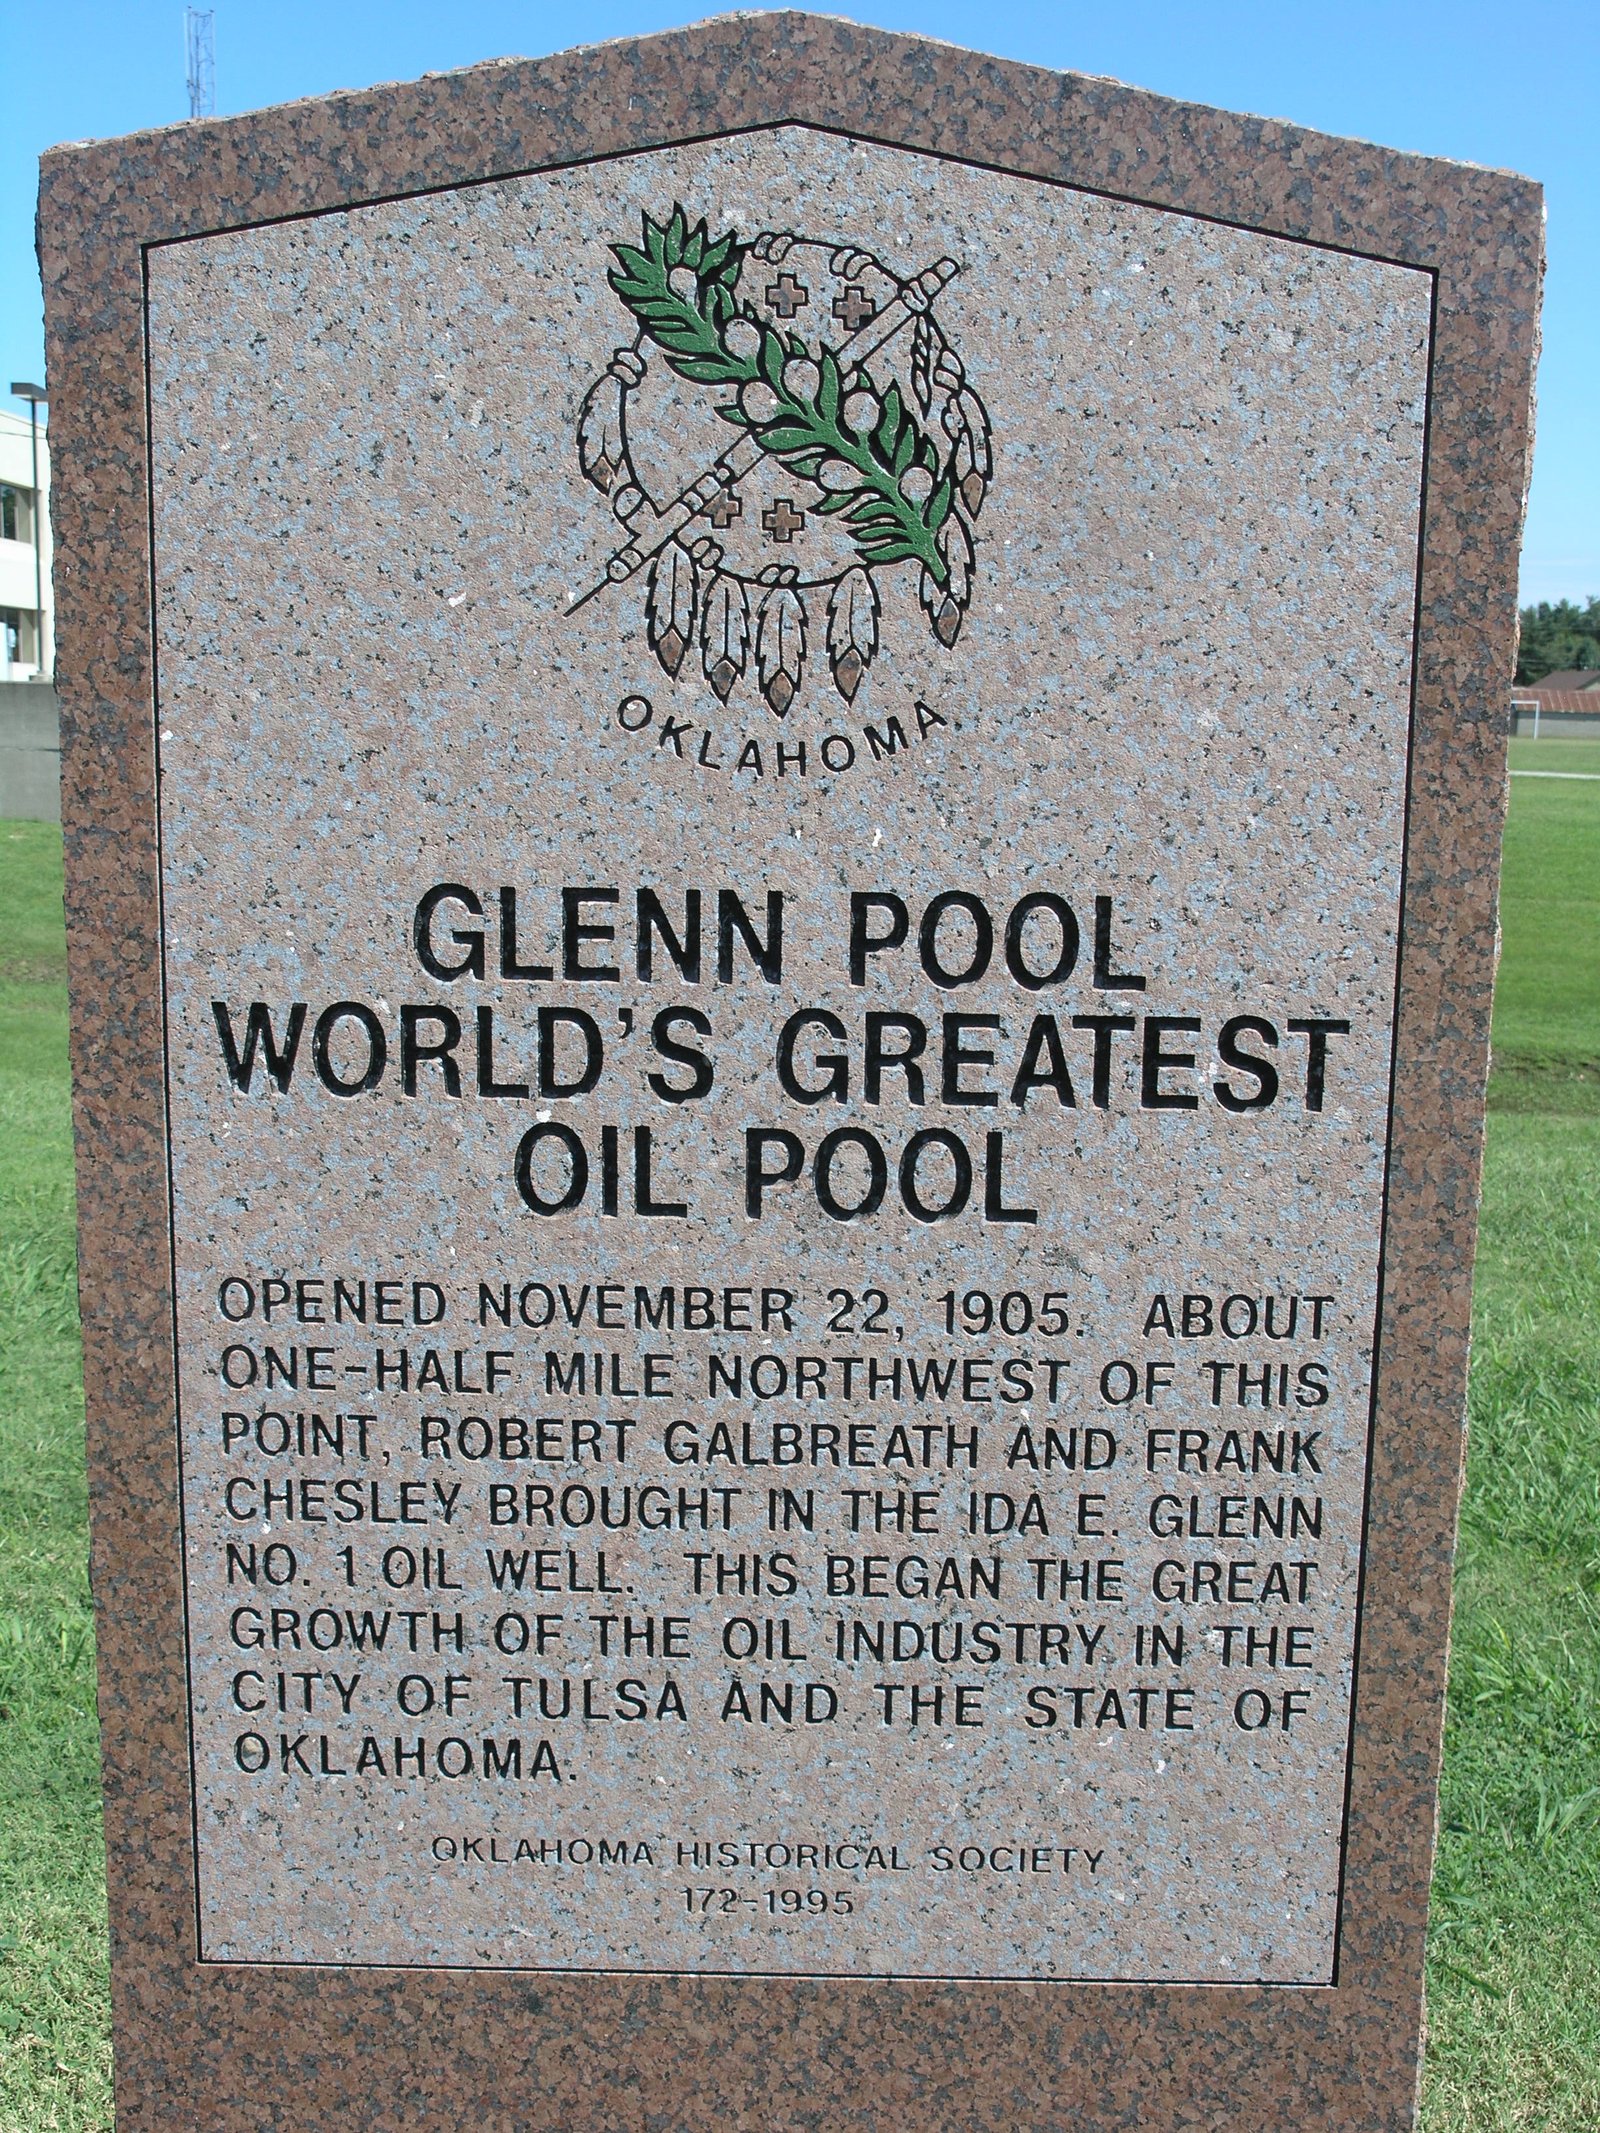 OKLAHOMA
GLENN POOL
WORLD'S GREATEST
OIL POOL
OPENED NOVEMBER 22, 1905. ABOUT
ONE-HALF MILE NORTHWEST OF THIS
POINT, ROBERT GALBREATH AND FRANK
CHESLEY BROUGHT IN THE IDA E. GLENN
NO. 1 OIL WELL. THIS BEGAN THE GREAT
GROWTH OF THE OIL INDUSTRY IN THE
CITY OF TULSA AND THE STATE OF
OKLAHOMA.
OKLAHOMA HISTORICAL SOCIETY
172-1995